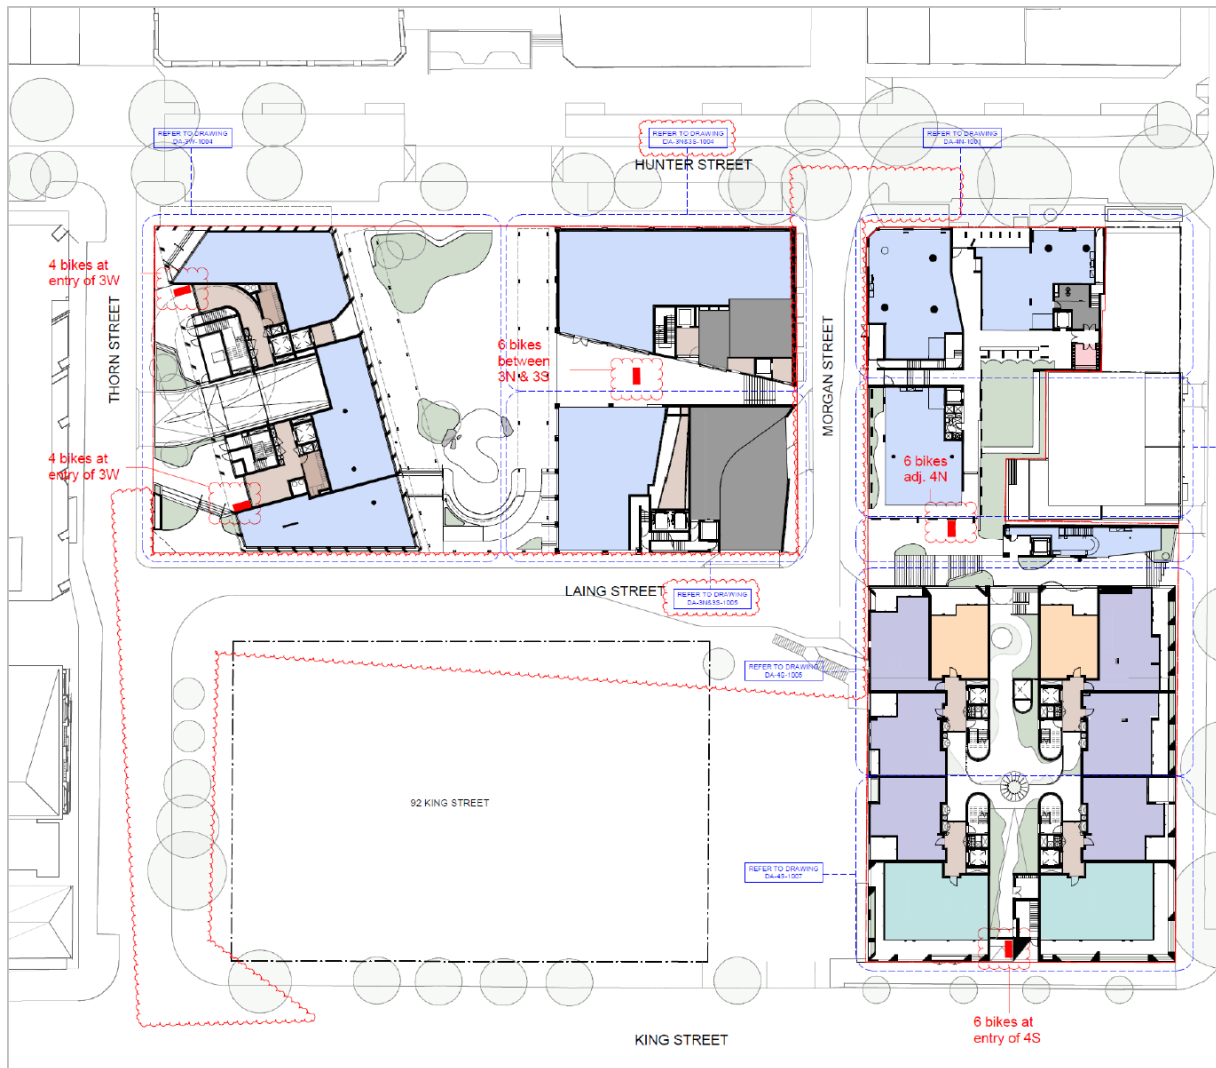 REFER TO DRAWING
DA-3W-1004
REFER TO DRAWING
DA-3N&3S-1004
REFER TO DRAWING
HUNTER STREET
4 bikes at
entry of 3W
THORN STREET
6 bikes
between
3N & 3S
MORGAN STREET
4 bikes at
entry of 3W
6 bikes
adj. 4N
LAING STREET
REFER TO DRAWING
DA-3N&3S-1005
REFER TO DRAWING
DA-4S-1005
92 KING STREET
REFER TO DRAWING
DA-4S-1007
6 bikes at
entry of 4S
KING STREET